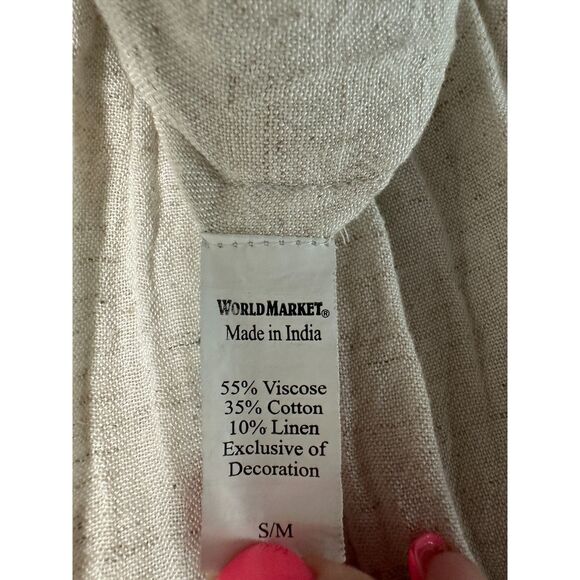 WORLDMARKET®
Made in India
55% Viscose
35% Cotton
10% Linen
Exclusive of
Decoration
S/M